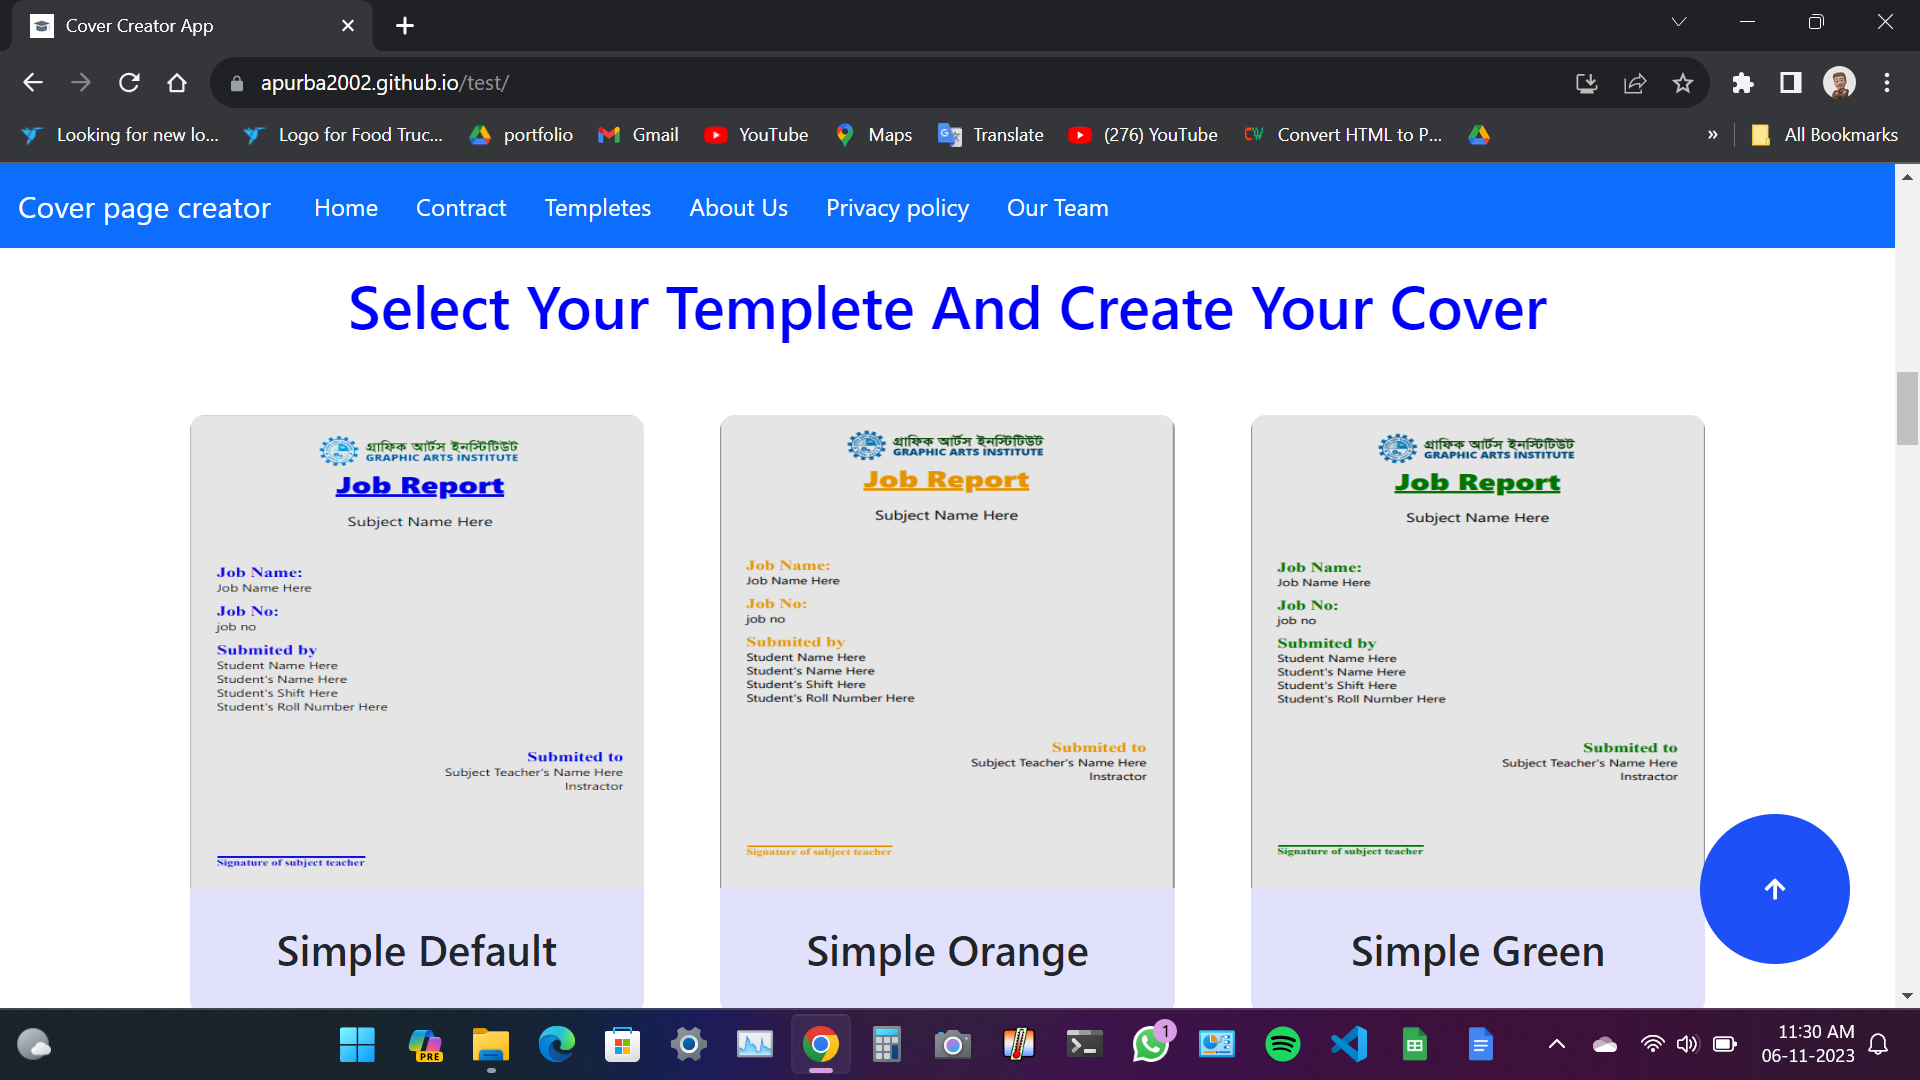 Cover Creator App
apurba2002.github.io/test/
Looking for new lo... Logo for Food Truc... portfolio Gmail YouTube Maps Translate (276) YouTube Convert HTML to P... » All Bookmarks
Cover page creator Home Contract Templetes About Us Privacy policy Our Team
Select Your Templete And Create Your Cover
গ্রাফিক আর্টস ইনস্টিটিউট
GRAPHIC ARTS INSTITUTE
Job Report
Subject Name Here
Job Name:
Job Name Here
Job No:
job no
Submited by
Student Name Here
Student's Name Here
Student's Shift Here
Student's Roll Number Here
Submited to
Subject Teacher's Name Here
Instructor
Signature of subject teacher
Simple Default
গ্রাফিক আর্টস ইনস্টিটিউট
GRAPHIC ARTS INSTITUTE
Job Report
Subject Name Here
Job Name:
Job Name Here
Job No:
job no
Submited by
Student Name Here
Student's Name Here
Student's Shift Here
Student's Roll Number Here
Submited to
Subject Teacher's Name Here
Instructor
Signature of subject teacher
Simple Orange
গ্রাফিক আর্টস ইনস্টিটিউট
GRAPHIC ARTS INSTITUTE
Job Report
Subject Name Here
Job Name:
Job Name Here
Job No:
job no
Submited by
Student Name Here
Student's Name Here
Student's Shift Here
Student's Roll Number Here
Submited to
Subject Teacher's Name Here
Instructor
Signature of subject teacher
Simple Green
PRE
1
11:30 AM
06-11-2023